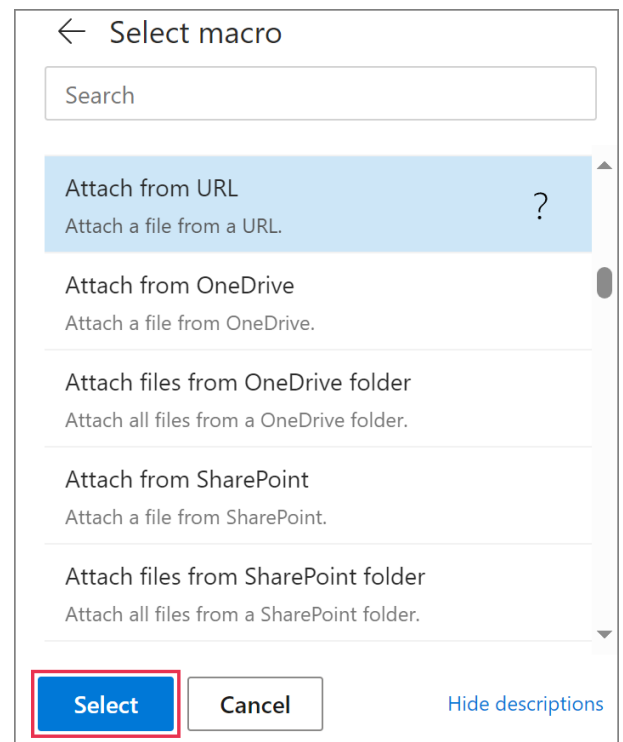 ← Select macro
Search
Attach from URL
?
Attach a file from a URL.
Attach from OneDrive
Attach a file from OneDrive.
Attach files from OneDrive folder
Attach all files from a OneDrive folder.
Attach from SharePoint
Attach a file from SharePoint.
Attach files from SharePoint folder
Attach all files from a SharePoint folder.
Select Cancel Hide descriptions